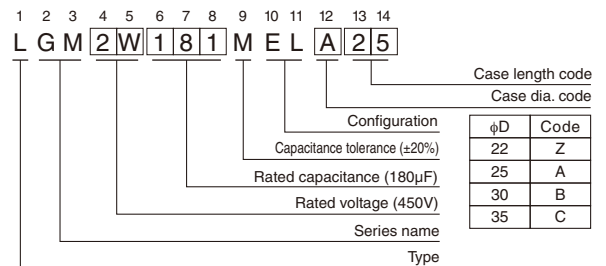 1 2 3 4 5 6 7 8 9 10 11 12 13 14
L G M 2 W 1 8 1 M E L A 2 5
Case length code
Case dia. code
Configuration
Capacitance tolerance (±20%)
Rated capacitance (180µF)
Rated voltage (450V)
Series name
Type
ϕD Code
22 Z
25 A
30 B
35 C